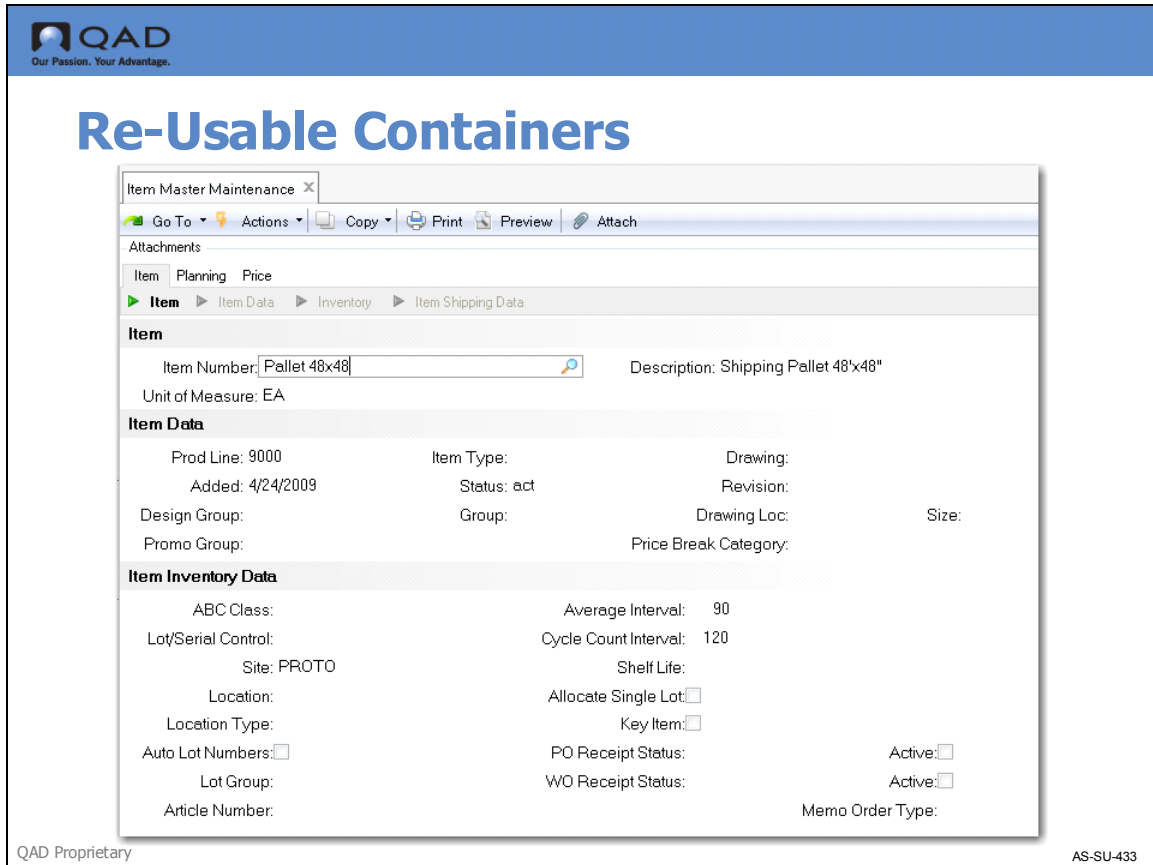 QAD
Our Passion. Your Advantage.
Re-Usable Containers
Item Master Maintenance X
Go To Actions Copy Print Preview Attach
Attachments
Item Planning Price
Item Item Data Inventory Item Shipping Data
Item
Item Number: Pallet 48x48 Description: Shipping Pallet 48'x48"
Unit of Measure: EA
Item Data
Prod Line: 9000 Item Type: Drawing:
Added: 4/24/2009 Status: act Revision:
Design Group: Group: Drawing Loc: Size:
Promo Group: Price Break Category:
Item Inventory Data
ABC Class: Average Interval: 90
Lot/Serial Control: Cycle Count Interval: 120
Site: PROTO Shelf Life:
Location: Allocate Single Lot:
Location Type: Key Item:
Auto Lot Numbers: PO Receipt Status: Active:
Lot Group: WO Receipt Status: Active:
Article Number: Memo Order Type:
QAD Proprietary AS-SU-433